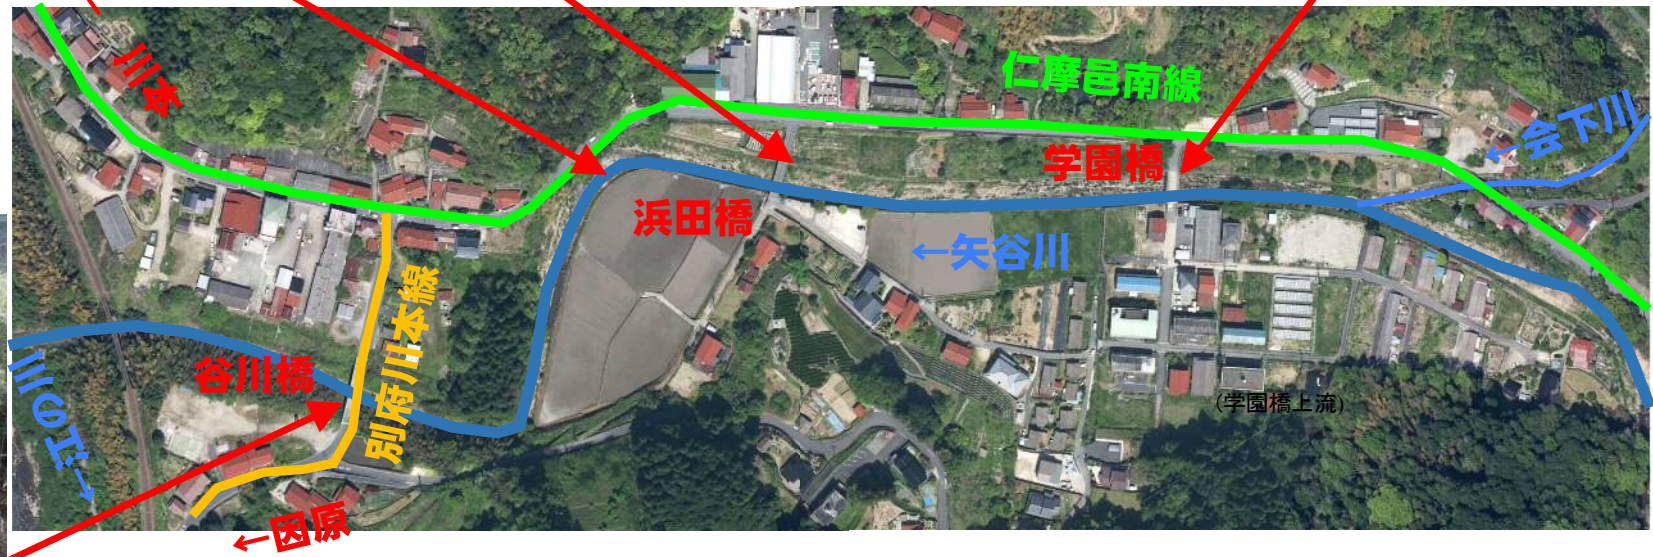 川本
仁摩邑南線
←会下川
学園橋
浜田橋
←矢谷川
別府川本線
谷川橋
←江の川
(学園橋上流)
←因原